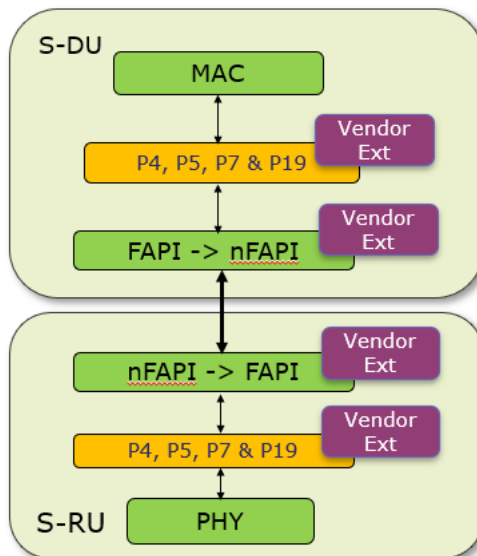 S-DU
MAC
Vendor
Ext
P4, P5, P7 & P19
Vendor
Ext
FAPI -> nFAPI
Vendor
Ext
nFAPI -> FAPI
Vendor
Ext
P4, P5, P7 & P19
S-RU
PHY